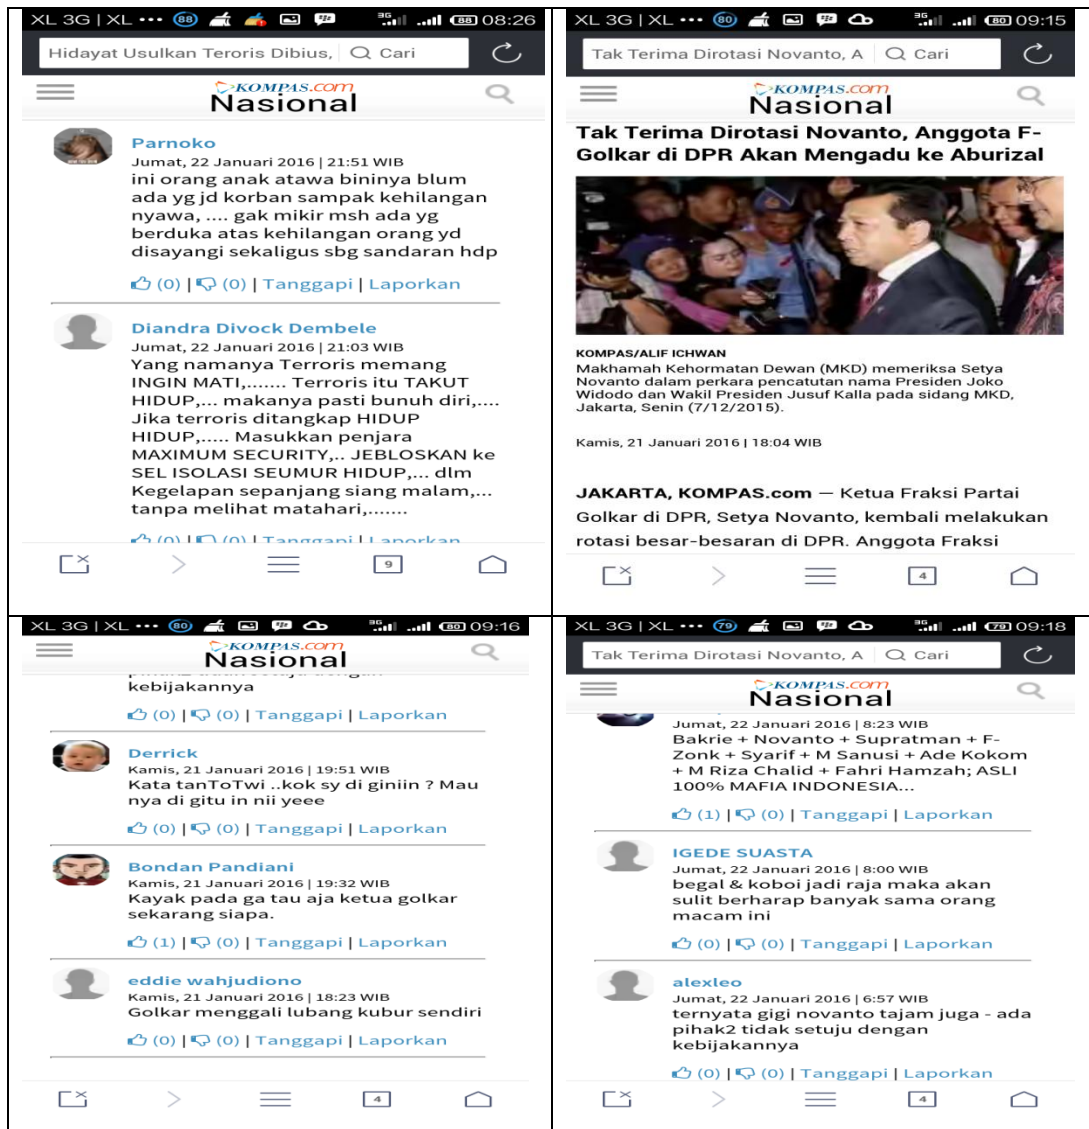 XL 3G | XL ••• 88 3G 88 08:26
Hidayat Usulkan Teroris Dibius, Cari
KOMPAS.com
Nasional
Parnoko
Jumat, 22 Januari 2016 | 21:51 WIB
ini orang anak atawa bininya blum
ada yg jd korban sampak kehilangan
nyawa, .... gak mikir msh ada yg
berduka atas kehilangan orang yd
disayangi sekaligus sbg sandaran hdp
(0) | (0) | Tanggapi | Laporkan
Diandra Divock Dembele
Jumat, 22 Januari 2016 | 21:03 WIB
Yang namanya Terroris memang
INGIN MATI,....... Terroris itu TAKUT
HIDUP,... makanya pasti bunuh diri,....
Jika terroris ditangkap HIDUP
HIDUP,..... Masukkan penjara
MAXIMUM SECURITY,.. JEBLOSKAN ke
SEL ISOLASI SEUMUR HIDUP,... dlm
Kegelapan sepanjang siang malam,...
tanpa melihat matahari,.......
(0) | (0) | Tanggapi | Laporkan
9
XL 3G | XL ••• 80 3G 80 09:15
Tak Terima Dirotasi Novanto, A Cari
KOMPAS.com
Nasional
Tak Terima Dirotasi Novanto, Anggota F-
Golkar di DPR Akan Mengadu ke Aburizal
KOMPAS/ALIF ICHWAN
Makhamah Kehormatan Dewan (MKD) memeriksa Setya
Novanto dalam perkara pencatutan nama Presiden Joko
Widodo dan Wakil Presiden Jusuf Kalla pada sidang MKD,
Jakarta, Senin (7/12/2015).
Kamis, 21 Januari 2016 | 18:04 WIB
JAKARTA, KOMPAS.com — Ketua Fraksi Partai
Golkar di DPR, Setya Novanto, kembali melakukan
rotasi besar-besaran di DPR. Anggota Fraksi
4
XL 3G | XL ••• 80 3G 80 09:16
KOMPAS.com
Nasional
pihak2 tidak setuju dengan
kebijakannya
(0) | (0) | Tanggapi | Laporkan
Derrick
Kamis, 21 Januari 2016 | 19:51 WIB
Kata tanToTwi ..kok sy di giniin ? Mau
nya di gitu in nii yeee
(0) | (0) | Tanggapi | Laporkan
Bondan Pandiani
Kamis, 21 Januari 2016 | 19:32 WIB
Kayak pada ga tau aja ketua golkar
sekarang siapa.
(1) | (0) | Tanggapi | Laporkan
eddie wahjudiono
Kamis, 21 Januari 2016 | 18:23 WIB
Golkar menggali lubang kubur sendiri
(0) | (0) | Tanggapi | Laporkan
4
XL 3G | XL ••• 79 3G 79 09:18
Tak Terima Dirotasi Novanto, A Cari
KOMPAS.com
Nasional
Jumat, 22 Januari 2016 | 8:23 WIB
Bakrie + Novanto + Supratman + F-
Zonk + Syarif + M Sanusi + Ade Kokom
+ M Riza Chalid + Fahri Hamzah; ASLI
100% MAFIA INDONESIA...
(1) | (0) | Tanggapi | Laporkan
IGEDE SUASTA
Jumat, 22 Januari 2016 | 8:00 WIB
begal & koboi jadi raja maka akan
sulit berharap banyak sama orang
macam ini
(0) | (0) | Tanggapi | Laporkan
alexleo
Jumat, 22 Januari 2016 | 6:57 WIB
ternyata gigi novanto tajam juga - ada
pihak2 tidak setuju dengan
kebijakannya
(0) | (0) | Tanggapi | Laporkan
4